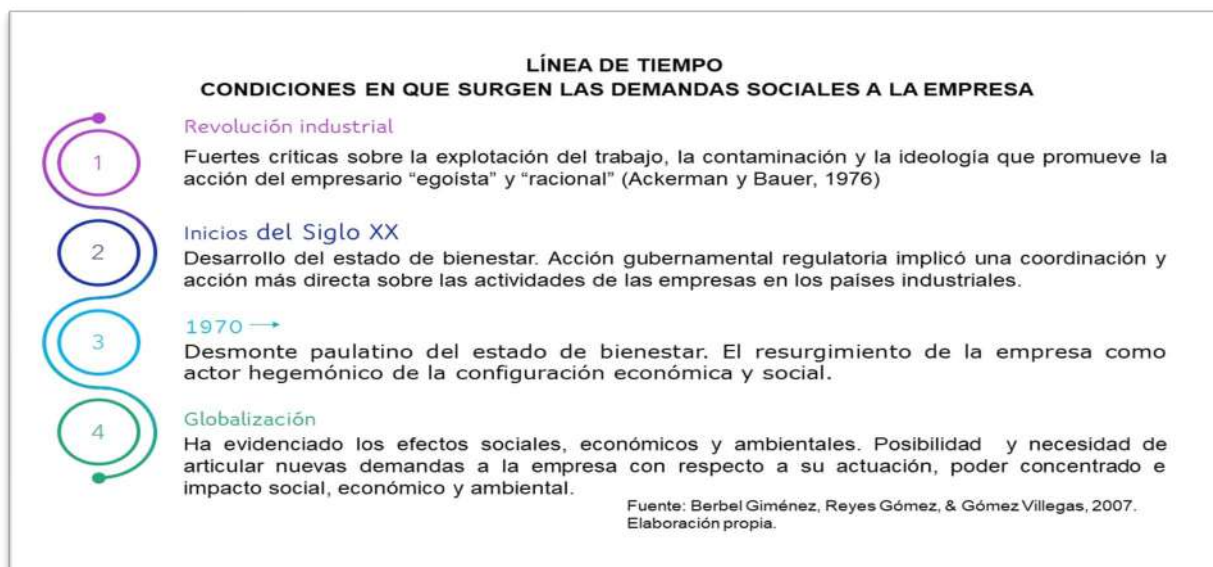 LÍNEA DE TIEMPO
CONDICIONES EN QUE SURGEN LAS DEMANDAS SOCIALES A LA EMPRESA
1
Revolución industrial
Fuertes críticas sobre la explotación del trabajo, la contaminación y la ideología que promueve la
acción del empresario “egoísta” y “racional” (Ackerman y Bauer, 1976)
2
Inicios del Siglo XX
Desarrollo del estado de bienestar. Acción gubernamental regulatoria implicó una coordinación y
acción más directa sobre las actividades de las empresas en los países industriales.
3
1970 →
Desmonte paulatino del estado de bienestar. El resurgimiento de la empresa como
actor hegemónico de la configuración económica y social.
4
Globalización
Ha evidenciado los efectos sociales, económicos y ambientales. Posibilidad y necesidad de
articular nuevas demandas a la empresa con respecto a su actuación, poder concentrado e
impacto social, económico y ambiental.
Fuente: Berbel Giménez, Reyes Gómez, & Gómez Villegas, 2007.
Elaboración propia.